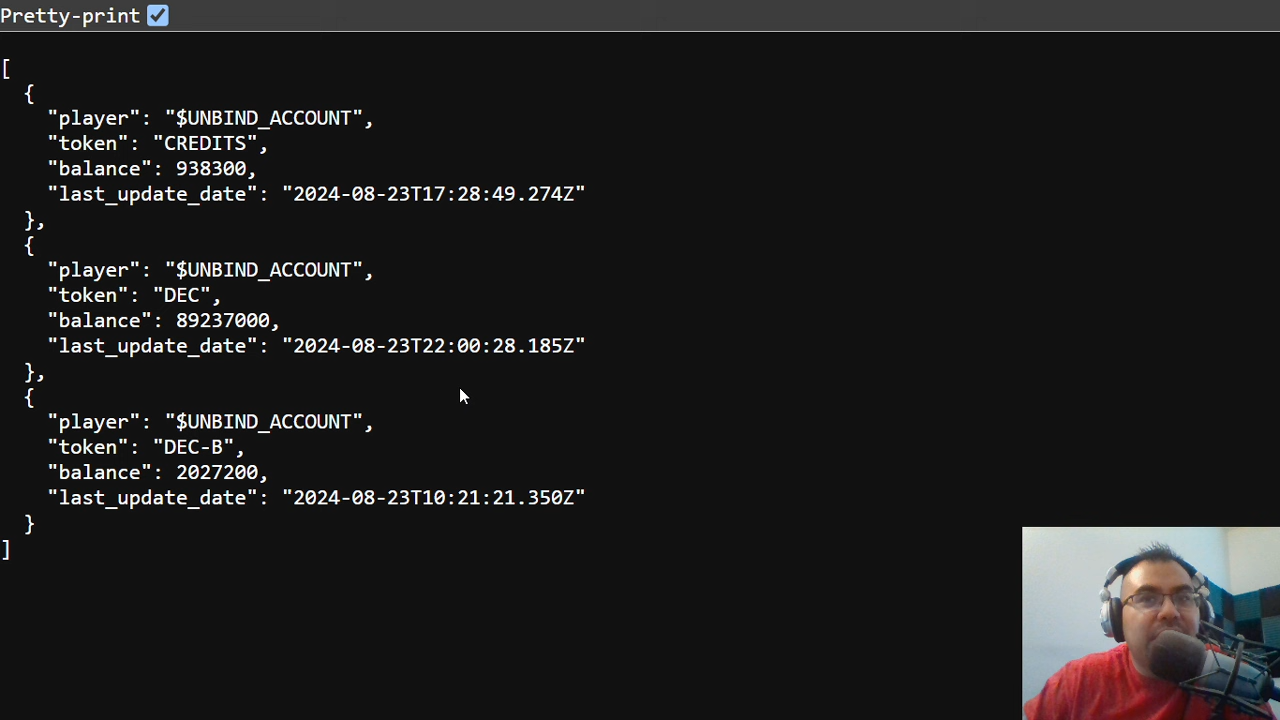 Pretty-print
[
{
"player": "$UNBIND_ACCOUNT",
"token": "CREDITS",
"balance": 938300,
"last_update_date": "2024-08-23T17:28:49.274Z"
},
{
"player": "$UNBIND_ACCOUNT",
"token": "DEC",
"balance": 89237000,
"last_update_date": "2024-08-23T22:00:28.185Z"
},
{
"player": "$UNBIND_ACCOUNT",
"token": "DEC-B",
"balance": 2027200,
"last_update_date": "2024-08-23T10:21:21.350Z"
}
]